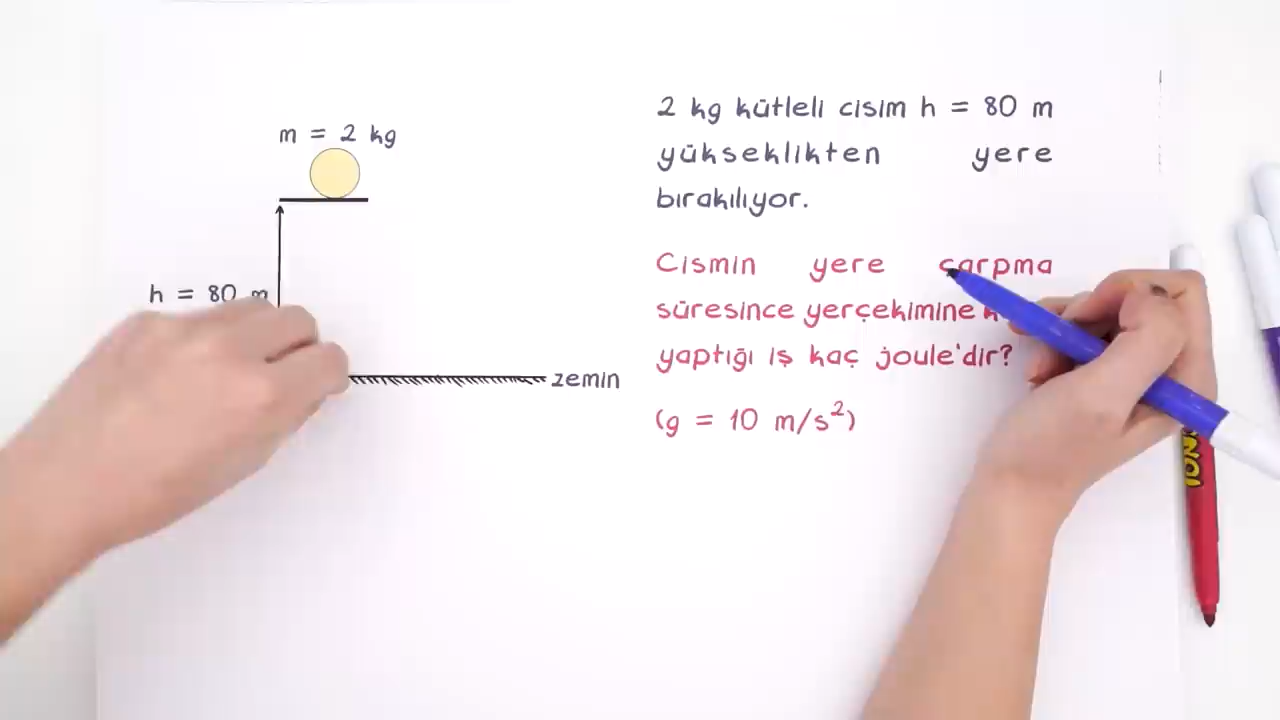 m = 2 kg
h = 80 m
zemin
2 kg kütleli cisim h = 80 m
yükseklikten yere
bırakılıyor.
Cismin yere çarpma
süresince yerçekimine
yaptığı iş kaç joule'dir?
(g = 10 m/s²)